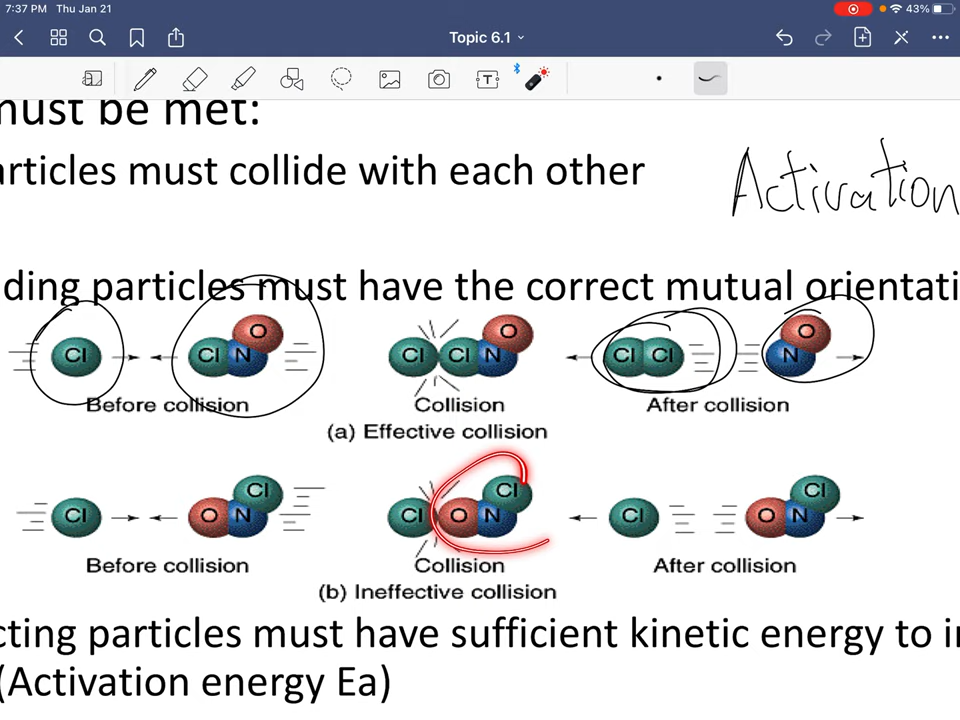 7:37 PM Thu Jan 21
43%
Topic 6.1
must be met:
articles must collide with each other
Activation
ding particles must have the correct mutual orientati
Cl Cl N O Cl Cl N O Cl Cl N O
Before collision Collision After collision
(a) Effective collision
Cl O N Cl Cl O N Cl Cl O N Cl
Before collision Collision After collision
(b) Ineffective collision
cting particles must have sufficient kinetic energy to in
(Activation energy Ea)